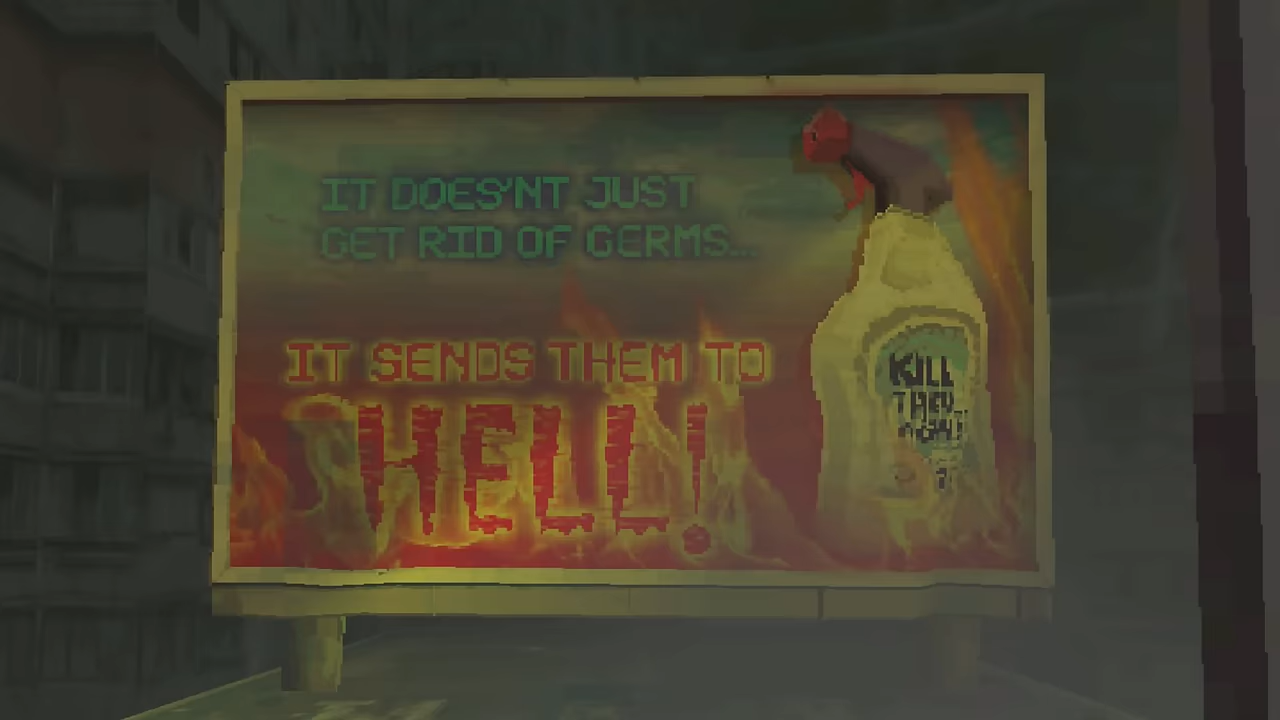 IT DOES'NT JUST
GET RID OF GERMS...
IT SENDS THEM TO
HELL!
KILL